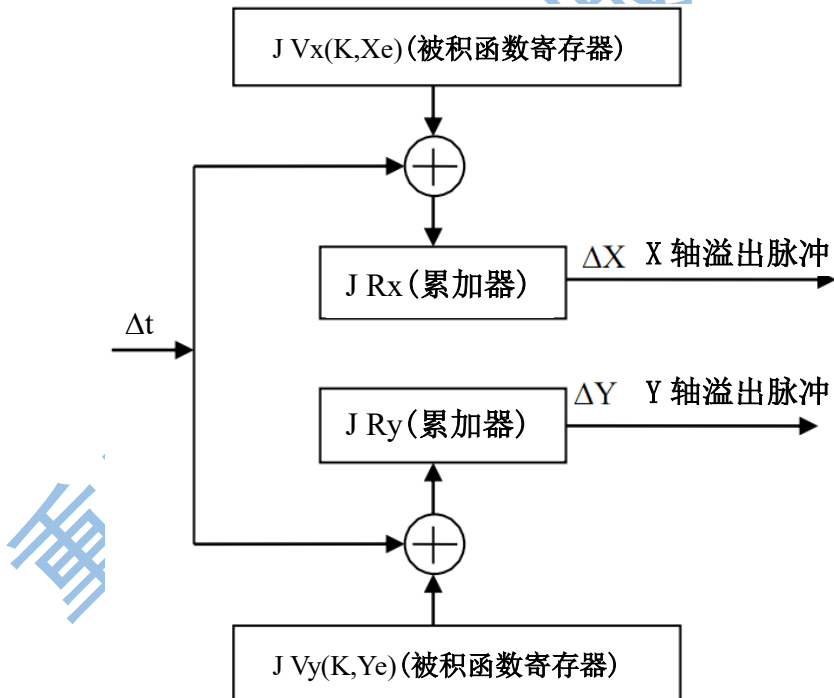 J Vx(K,Xe)(被积函数寄存器)
J Rx(累加器)
ΔX X 轴溢出脉冲
Δt
ΔY Y 轴溢出脉冲
J Ry(累加器)
J Vy(K,Ye)(被积函数寄存器)
重